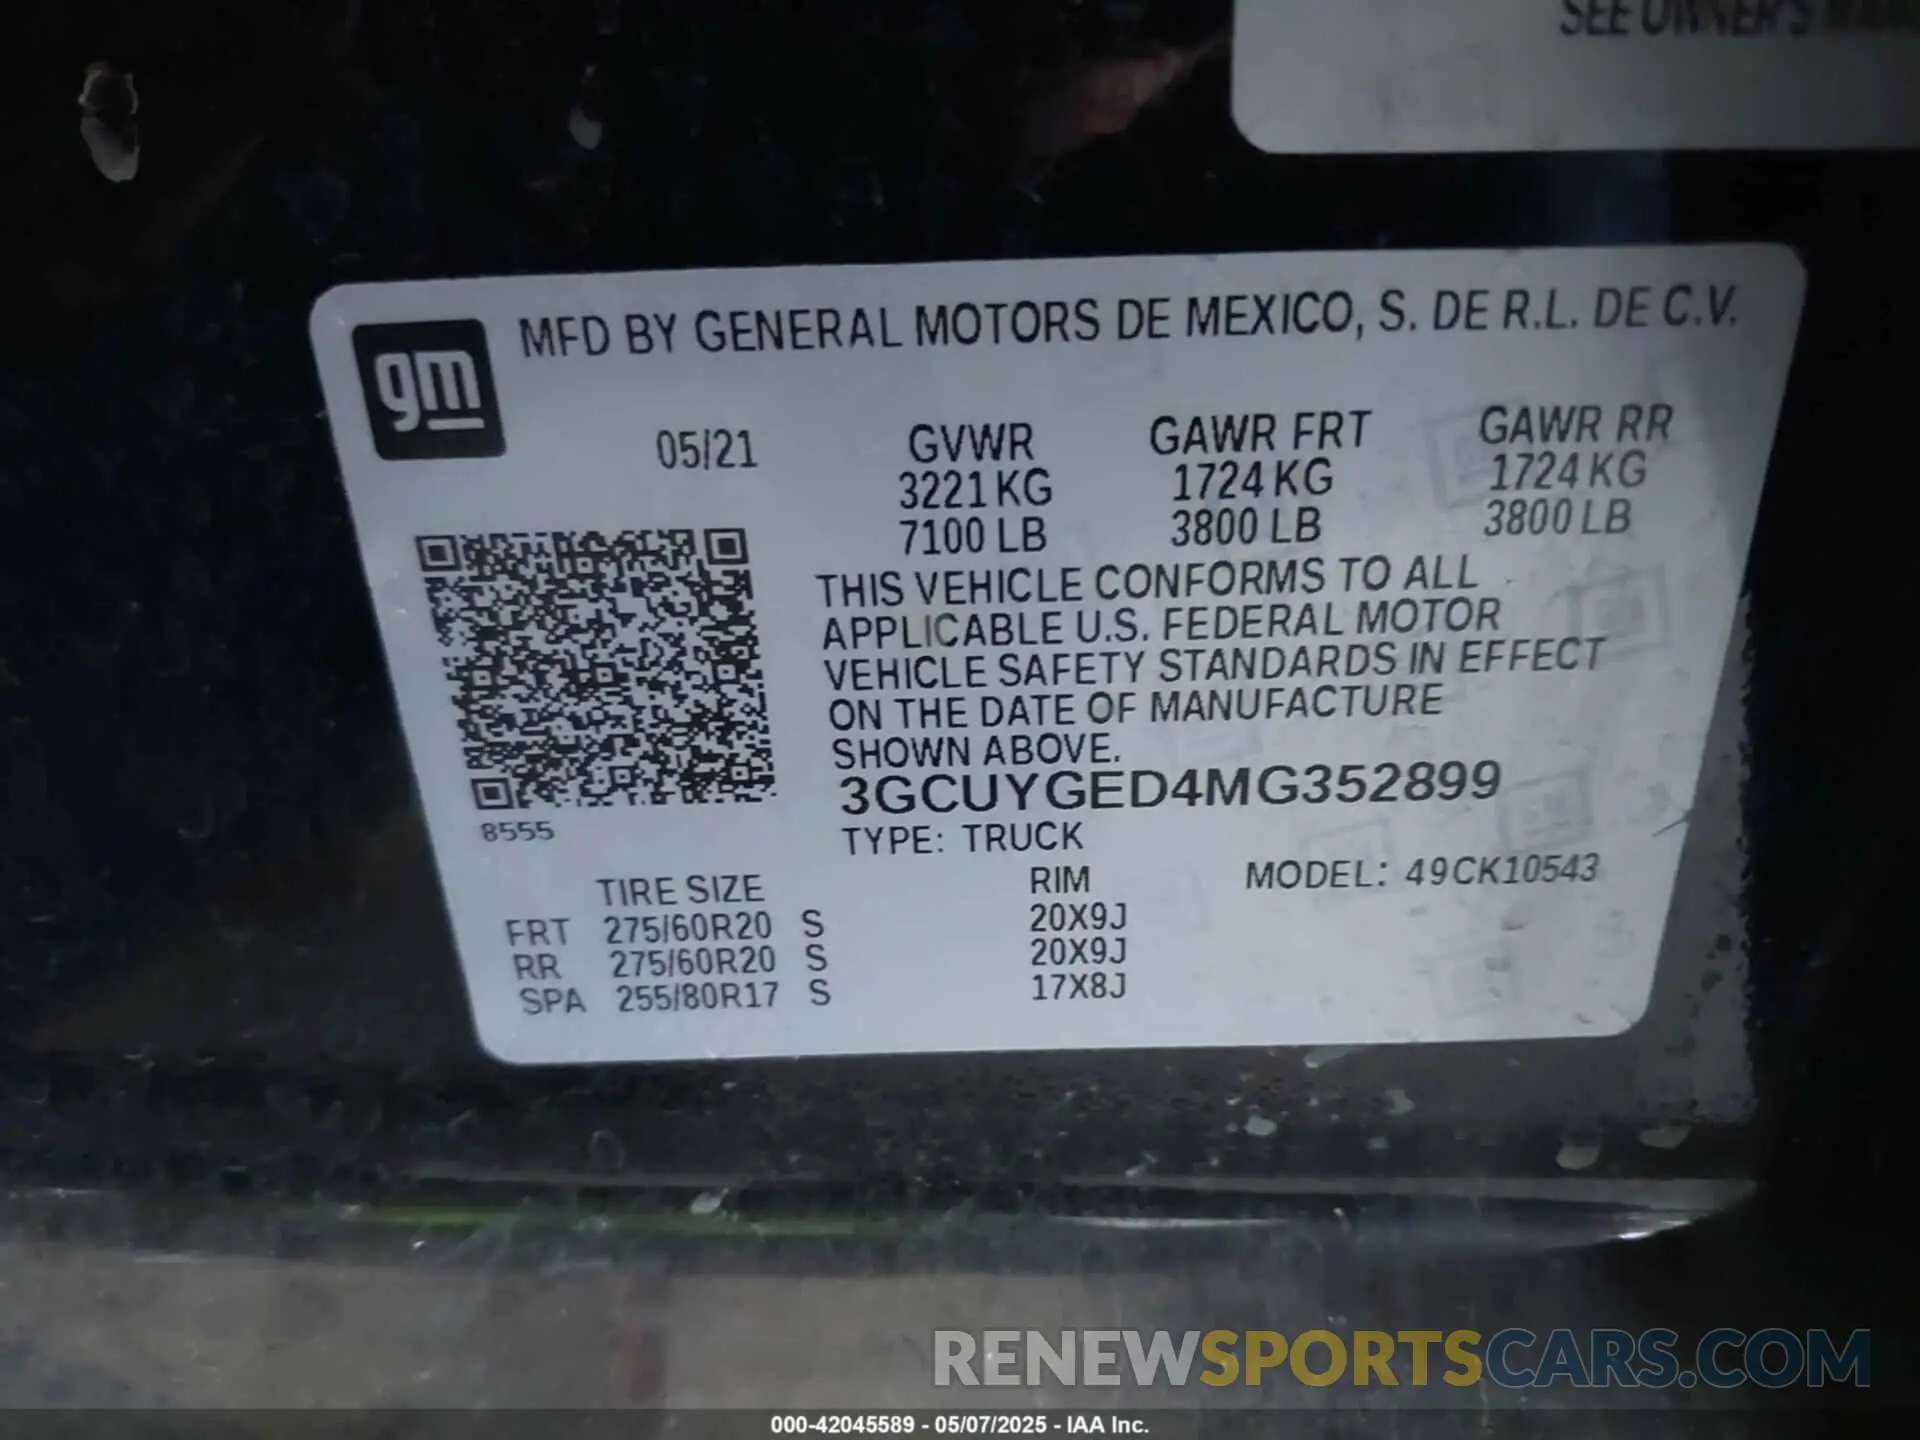 SEE OWNER'S
gm
MFD BY GENERAL MOTORS DE MEXICO, S. DE R.L. DE C.V.
05/21 GVWR GAWR FRT GAWR RR
3221 KG 1724 KG 1724 KG
7100 LB 3800 LB 3800 LB
THIS VEHICLE CONFORMS TO ALL
APPLICABLE U.S. FEDERAL MOTOR
VEHICLE SAFETY STANDARDS IN EFFECT
ON THE DATE OF MANUFACTURE
SHOWN ABOVE.
3GCUYGED4MG352899
8555
TYPE: TRUCK
TIRE SIZE RIM MODEL: 49CK10543
FRT 275/60R20 S 20X9J
RR 275/60R20 S 20X9J
SPA 255/80R17 S 17X8J
RENEWSPORTSCARS.COM
000-42045589 - 05/07/2025 - IAA Inc.